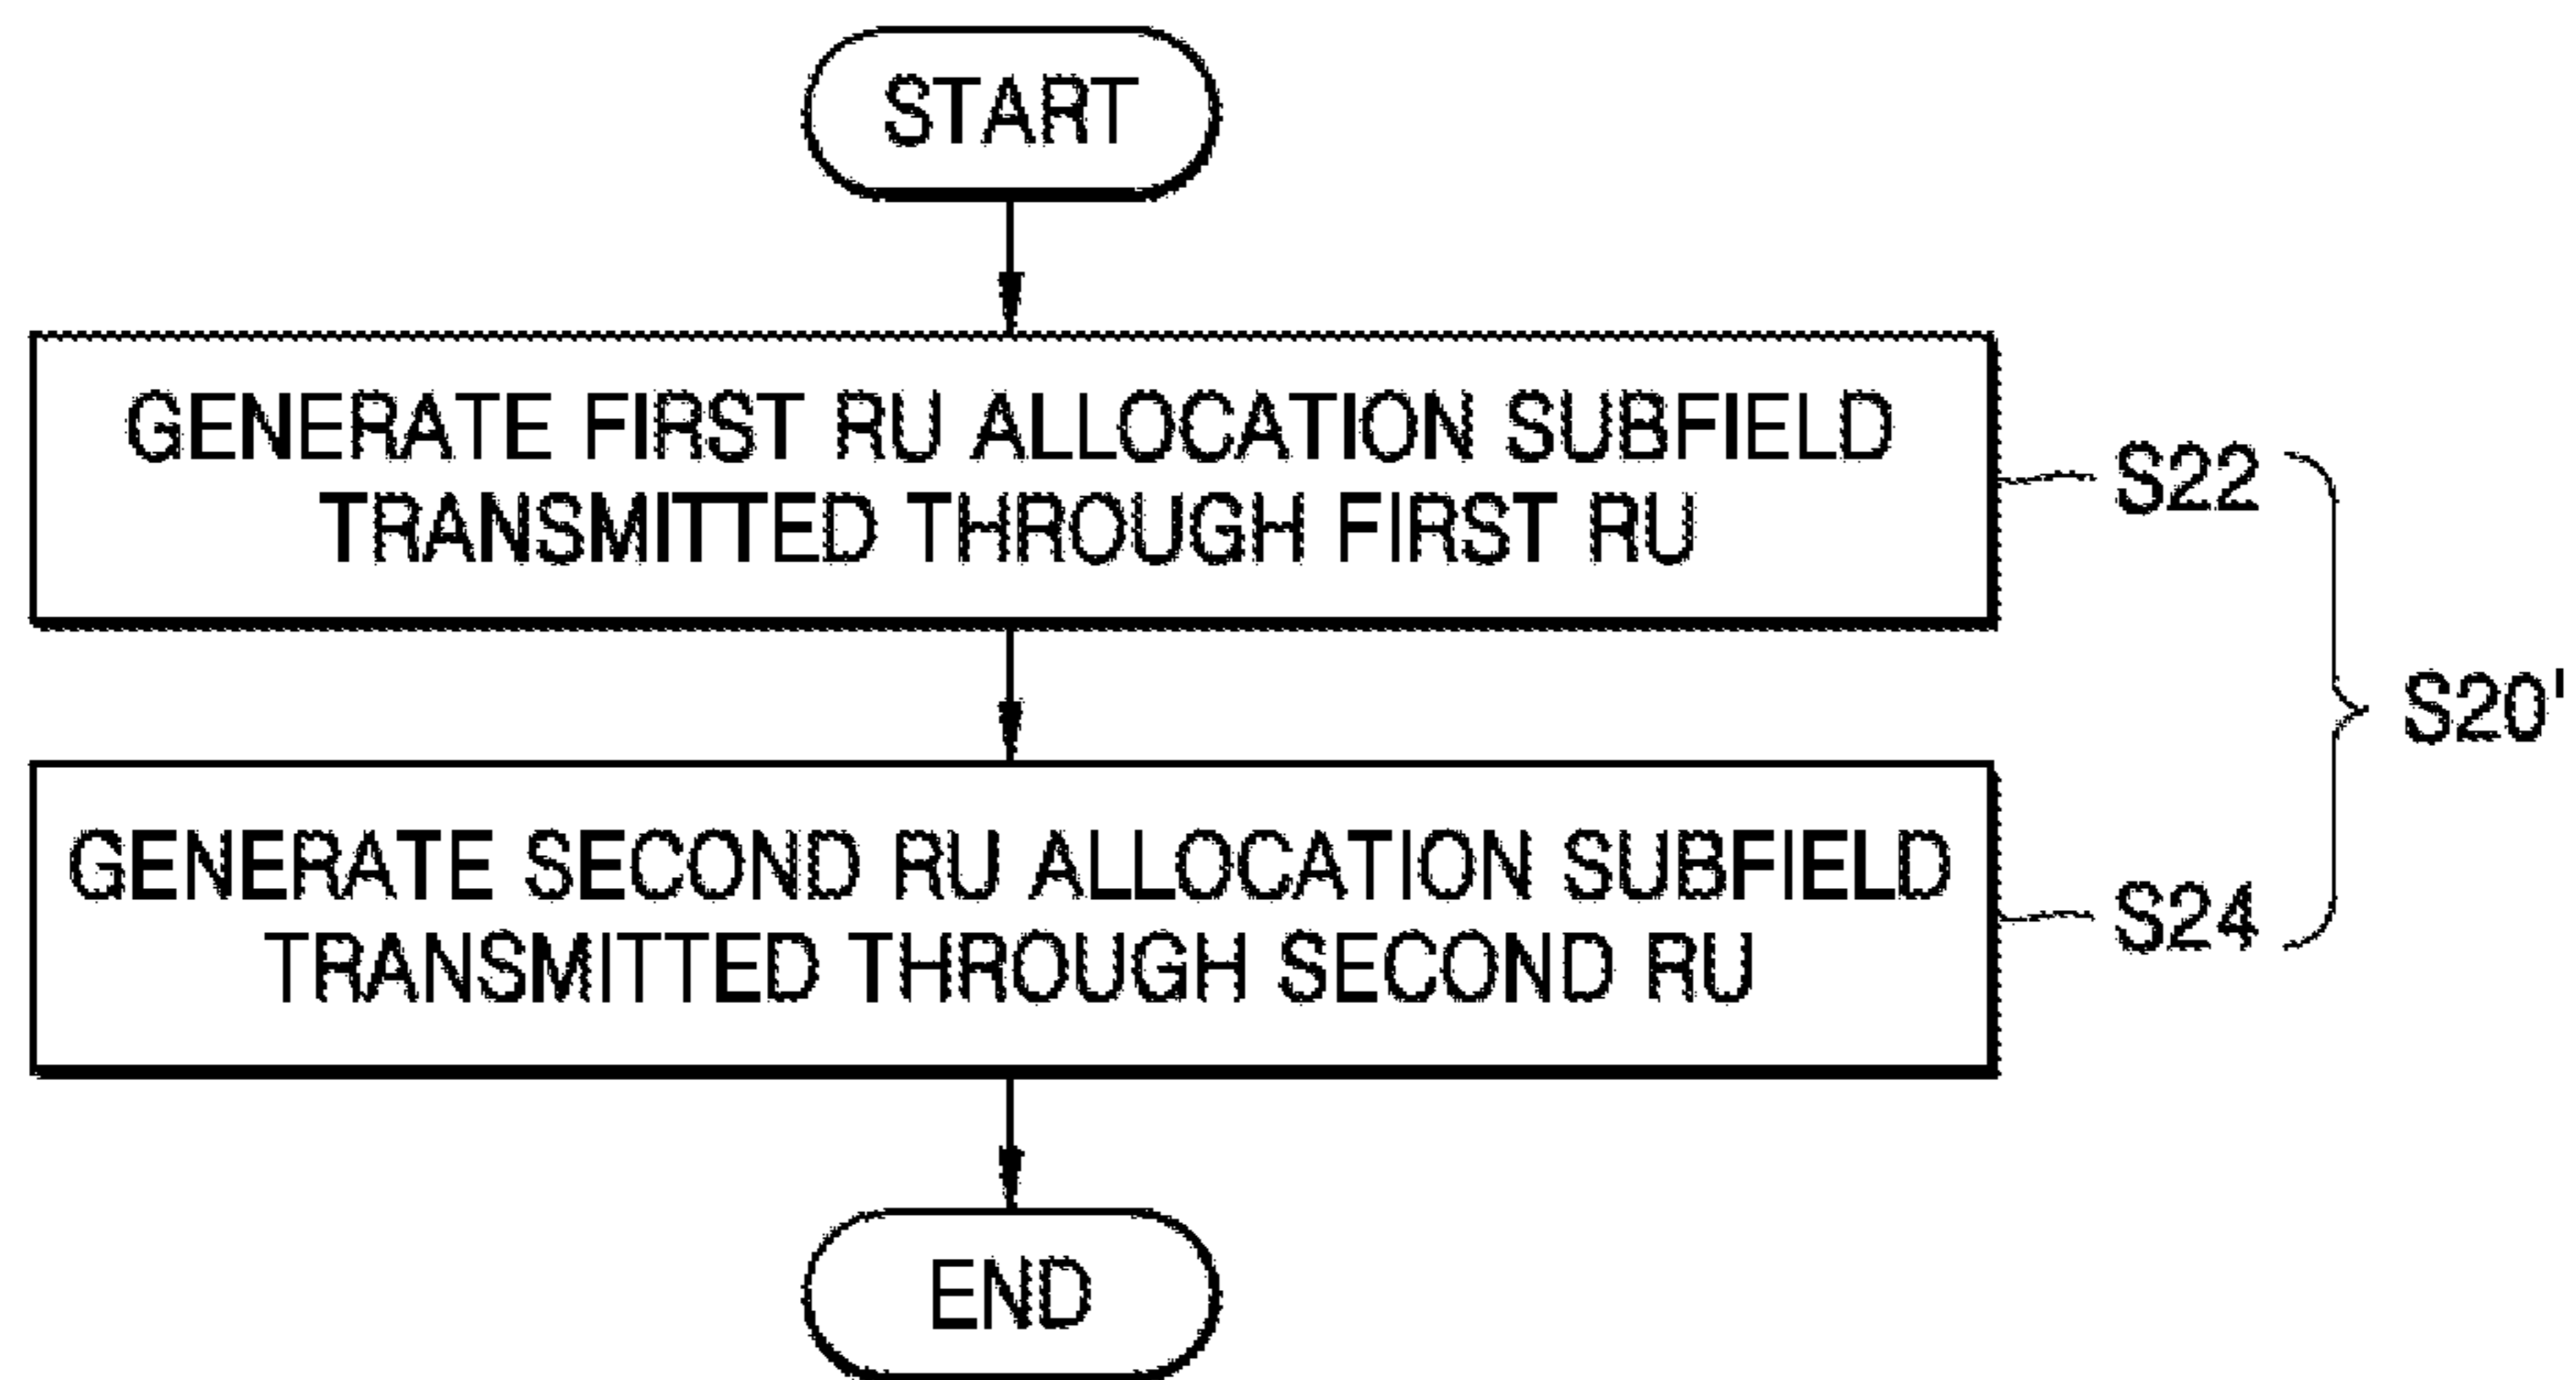 START
GENERATE FIRST RU ALLOCATION SUBFIELD
TRANSMITTED THROUGH FIRST RU
S22
S20'
GENERATE SECOND RU ALLOCATION SUBFIELD
TRANSMITTED THROUGH SECOND RU
S24
END